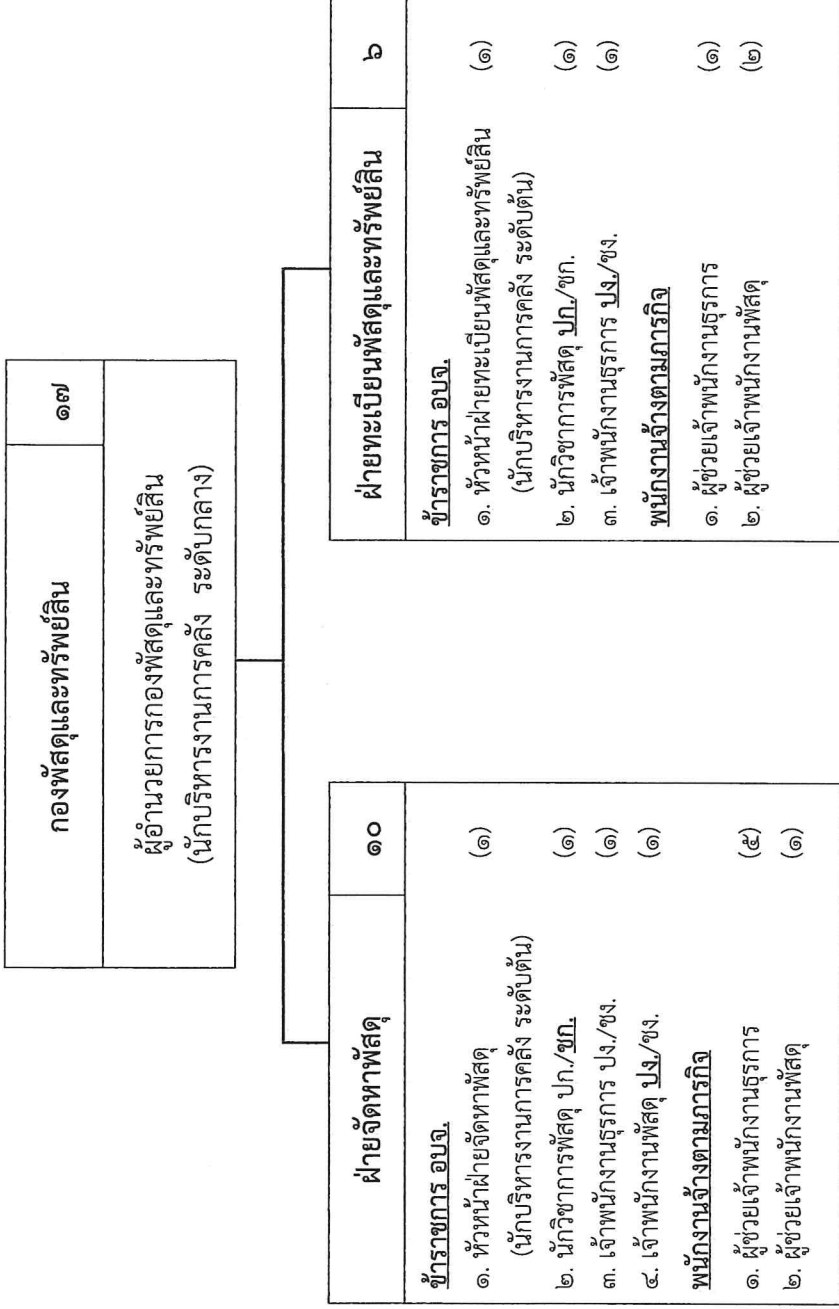 กองพัสดุและทรัพย์สิน ๑๗
ผู้อำนวยการกองพัสดุและทรัพย์สิน
(นักบริหารงานการคลัง ระดับกลาง)
ฝ่ายจัดหาพัสดุ ๑๐
ข้าราชการ อบจ.
๑. หัวหน้าฝ่ายจัดหาพัสดุ (๑)
(นักบริหารงานการคลัง ระดับต้น)
๒. นักวิชาการพัสดุ ปก./ชก. (๑)
๓. เจ้าพนักงานธุรการ ปง./ชง. (๑)
๔. เจ้าพนักงานพัสดุ ปง./ชง. (๑)
พนักงานจ้างตามภารกิจ
๑. ผู้ช่วยเจ้าพนักงานธุรการ (๕)
๒. ผู้ช่วยเจ้าพนักงานพัสดุ (๑)
ฝ่ายทะเบียนพัสดุและทรัพย์สิน ๖
ข้าราชการ อบจ.
๑. หัวหน้าฝ่ายทะเบียนพัสดุและทรัพย์สิน (๑)
(นักบริหารงานการคลัง ระดับต้น)
๒. นักวิชาการพัสดุ ปก./ชก. (๑)
๓. เจ้าพนักงานธุรการ ปง./ชง. (๑)
พนักงานจ้างตามภารกิจ
๑. ผู้ช่วยเจ้าพนักงานธุรการ (๑)
๒. ผู้ช่วยเจ้าพนักงานพัสดุ (๒)